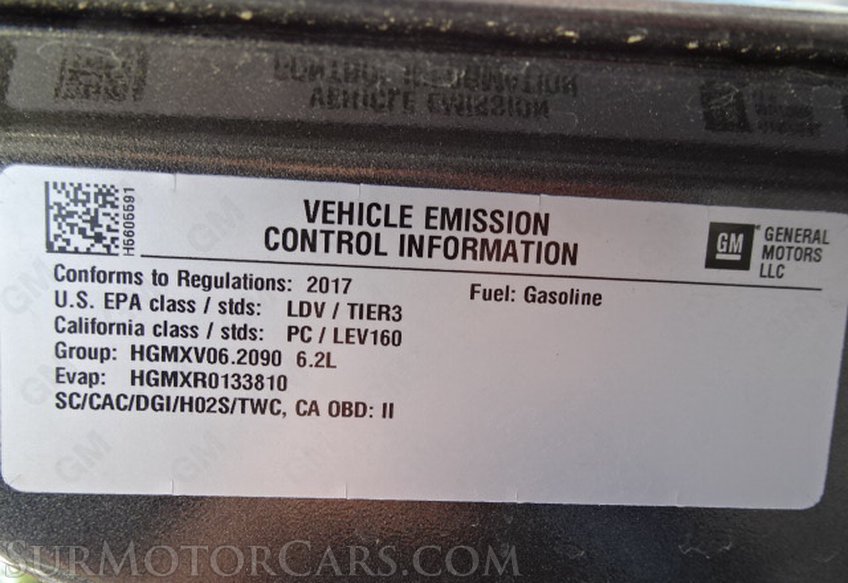 VEHICLE EMISSION
CONTROL INFORMATION
H5605591
GM
GENERAL
MOTORS
LLC
Conforms to Regulations: 2017
Fuel: Gasoline
U.S. EPA class / stds: LDV / TIER3
California class / stds: PC / LEV160
Group: HGMXV06.2090 6.2L
Evap: HGMXR0133810
SC/CAC/DGI/H02S/TWC, CA OBD: II
SURMOTORCARS.COM